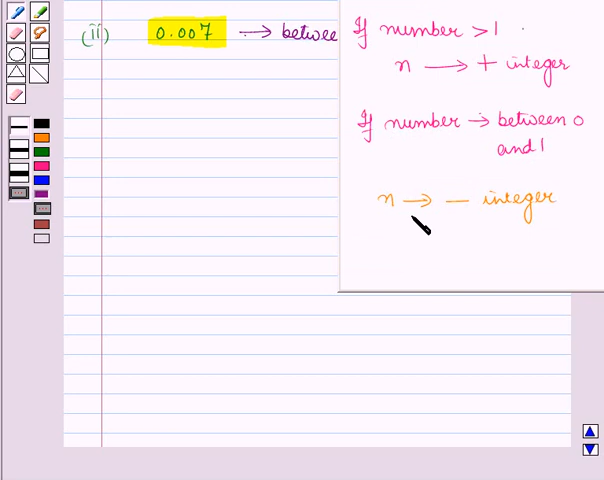 (ii) 0.007 → betwee
If number > 1
n → + integer
If number → between 0
and 1
n → — integer